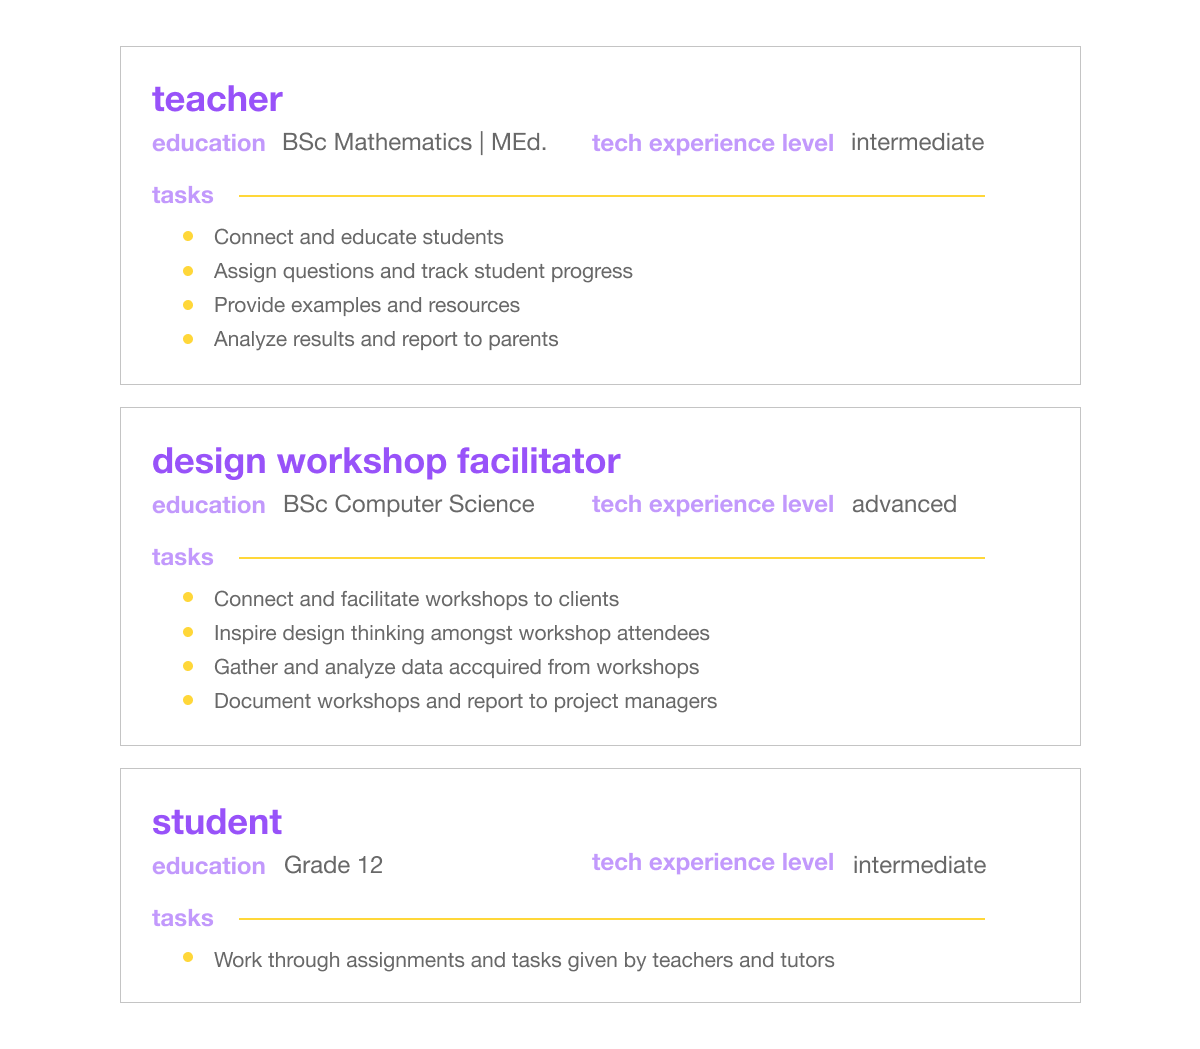 teacher
education BSc Mathematics | MEd. tech experience level intermediate
tasks
Connect and educate students
Assign questions and track student progress
Provide examples and resources
Analyze results and report to parents
design workshop facilitator
education BSc Computer Science tech experience level advanced
tasks
Connect and facilitate workshops to clients
Inspire design thinking amongst workshop attendees
Gather and analyze data accquired from workshops
Document workshops and report to project managers
student
education Grade 12 tech experience level intermediate
tasks
Work through assignments and tasks given by teachers and tutors